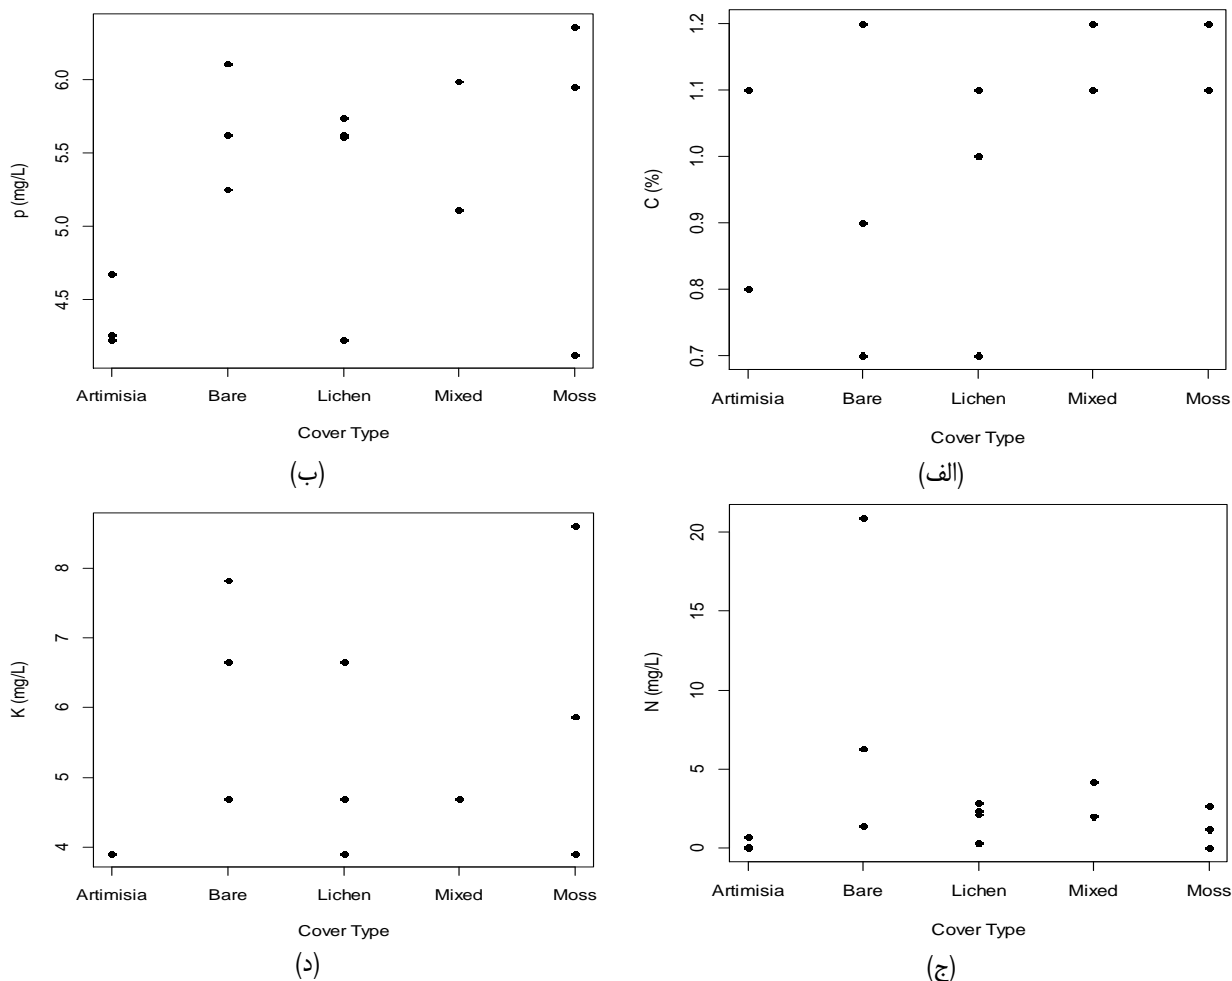 p (mg/L)
6.0
5.5
5.0
4.5
Artimisia Bare Lichen Mixed Moss
Cover Type
(ب)
C (%)
1.2
1.1
1.0
0.9
0.8
0.7
Artimisia Bare Lichen Mixed Moss
Cover Type
(الف)
K (mg/L)
8
7
6
5
4
Artimisia Bare Lichen Mixed Moss
Cover Type
(د)
N (mg/L)
20
15
10
5
0
Artimisia Bare Lichen Mixed Moss
Cover Type
(ج)